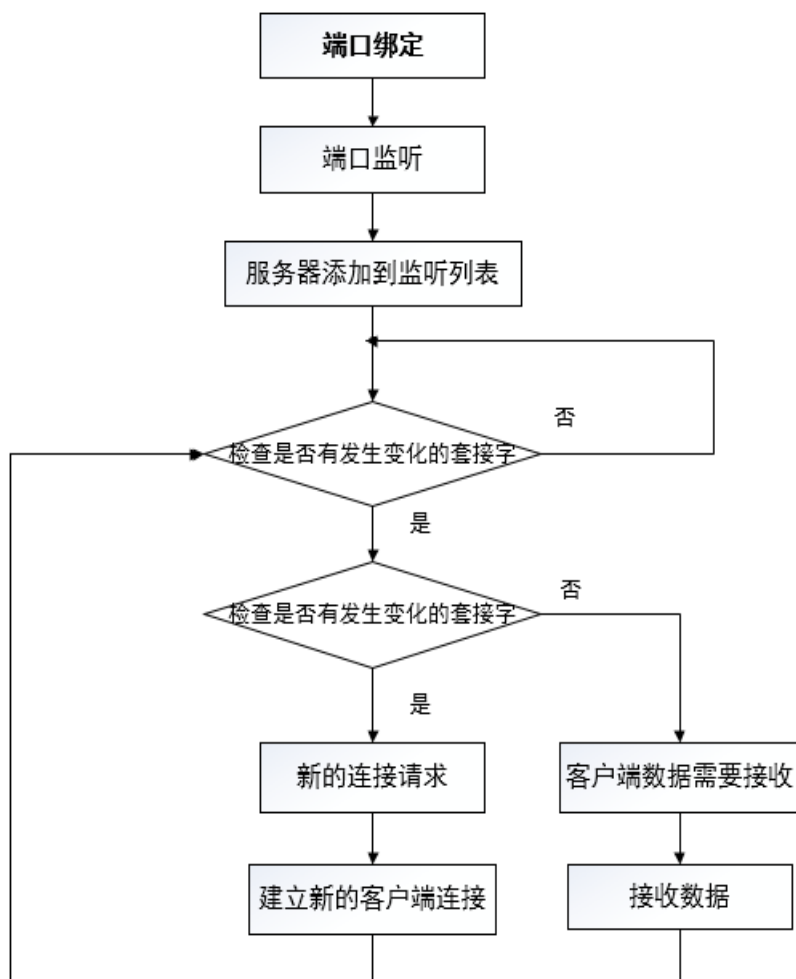 端口绑定
端口监听
服务器添加到监听列表
检查是否有发生变化的套接字
否
是
检查是否有发生变化的套接字
否
是
新的连接请求
客户端数据需要接收
建立新的客户端连接
接收数据